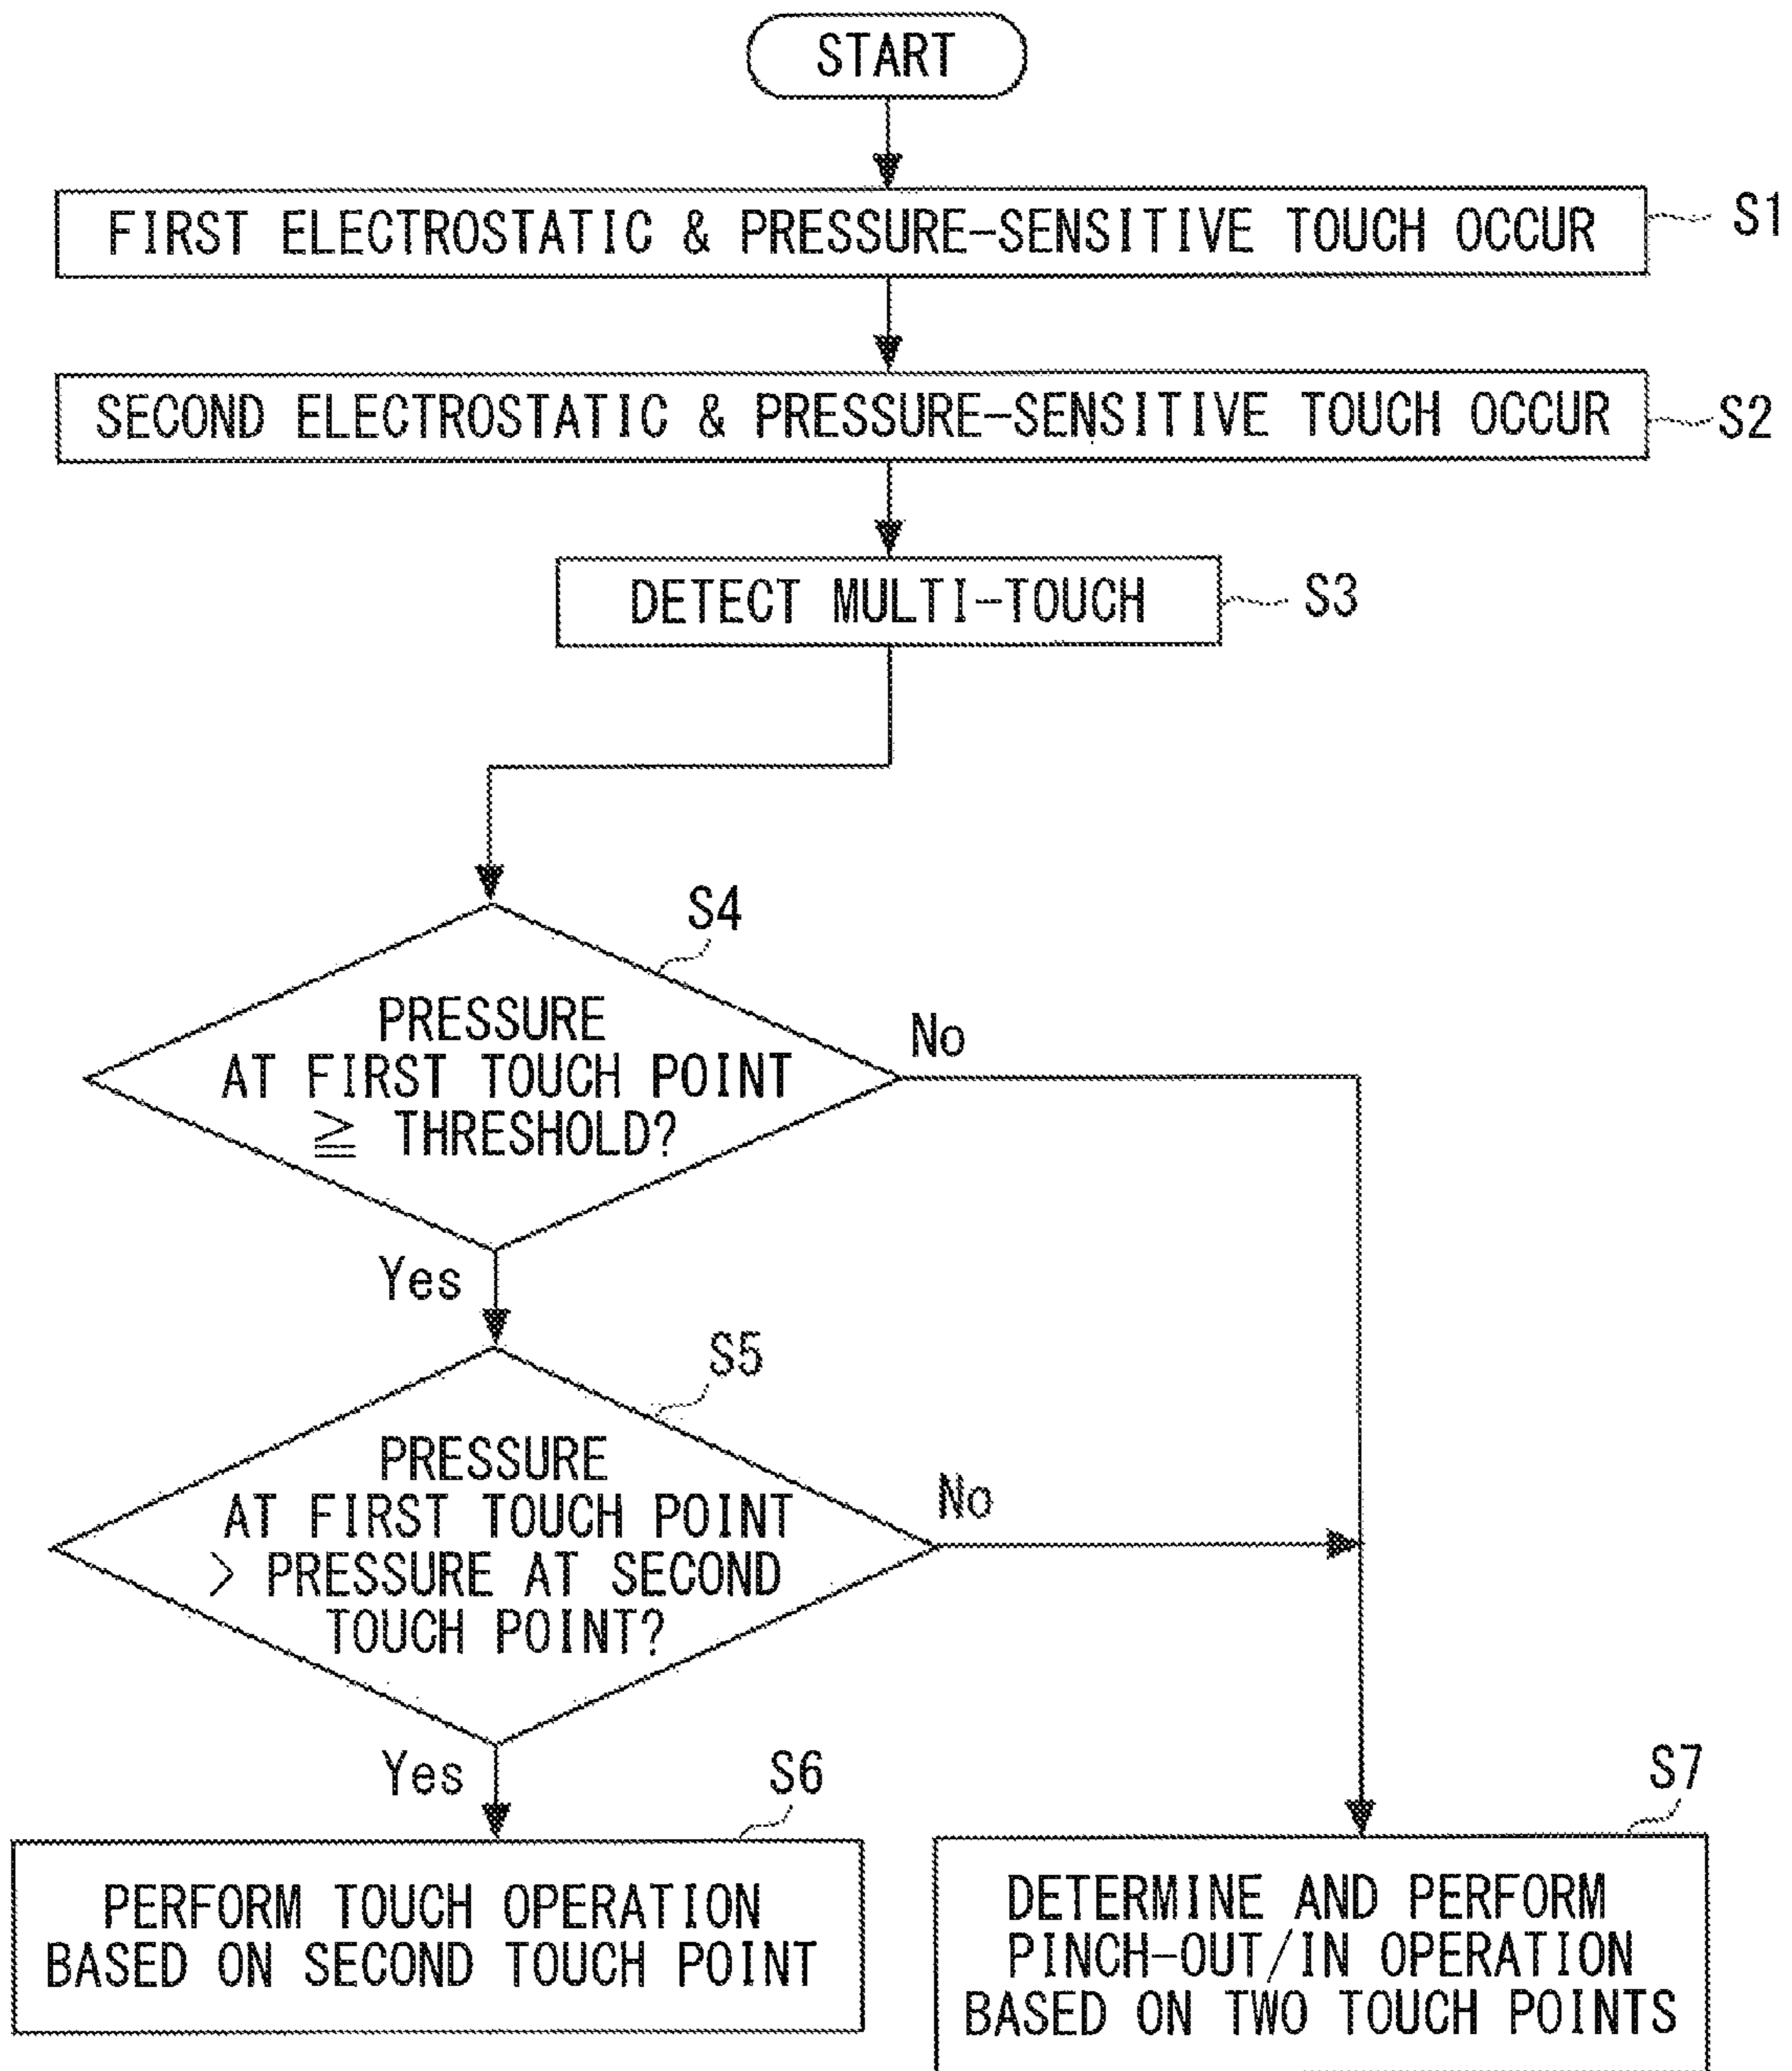 START
FIRST ELECTROSTATIC & PRESSURE-SENSITIVE TOUCH OCCUR
S1
SECOND ELECTROSTATIC & PRESSURE-SENSITIVE TOUCH OCCUR
S2
DETECT MULTI-TOUCH
S3
S4
PRESSURE
AT FIRST TOUCH POINT
≧ THRESHOLD?
No
Yes
S5
PRESSURE
AT FIRST TOUCH POINT
> PRESSURE AT SECOND
TOUCH POINT?
No
Yes
S6
PERFORM TOUCH OPERATION
BASED ON SECOND TOUCH POINT
S7
DETERMINE AND PERFORM
PINCH-OUT/IN OPERATION
BASED ON TWO TOUCH POINTS